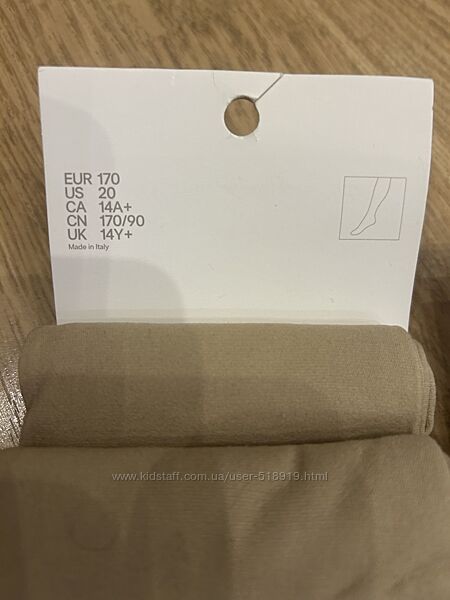 EUR 170
US 20
CA 14A+
CN 170/90
UK 14Y+
Made in Italy
www.kidstaff.com.ua/user-518919.html